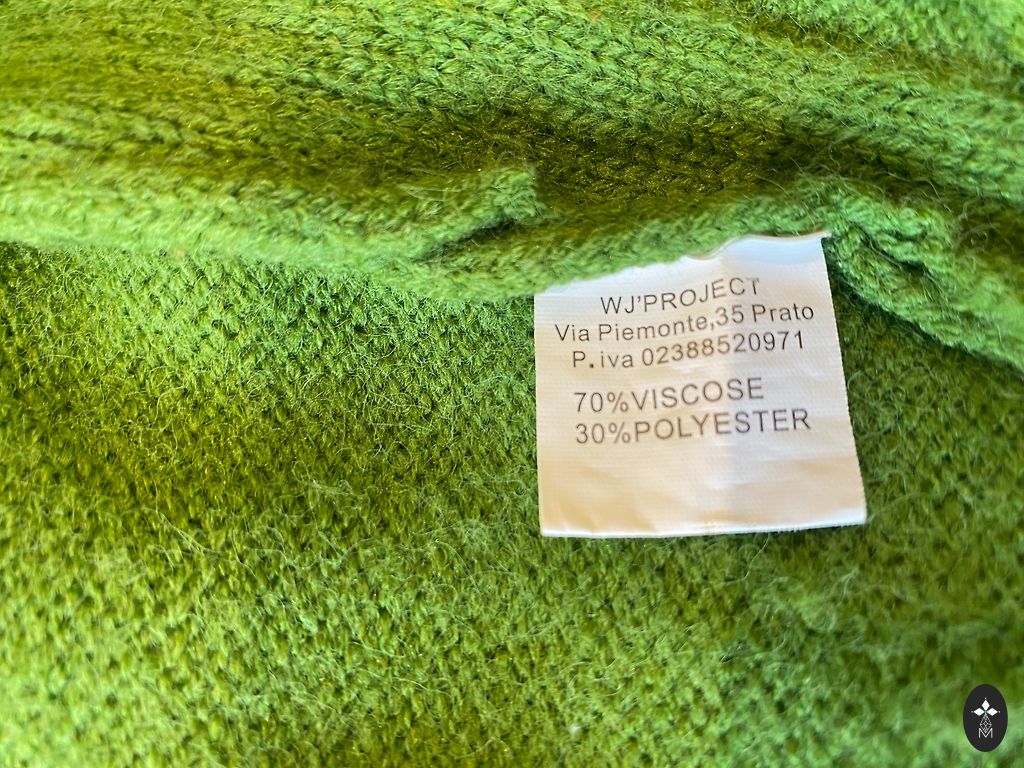 WJ'PROJECT
Via Piemonte,35 Prato
P.iva 02388520971
70%VISCOSE
30%POLYESTER
M